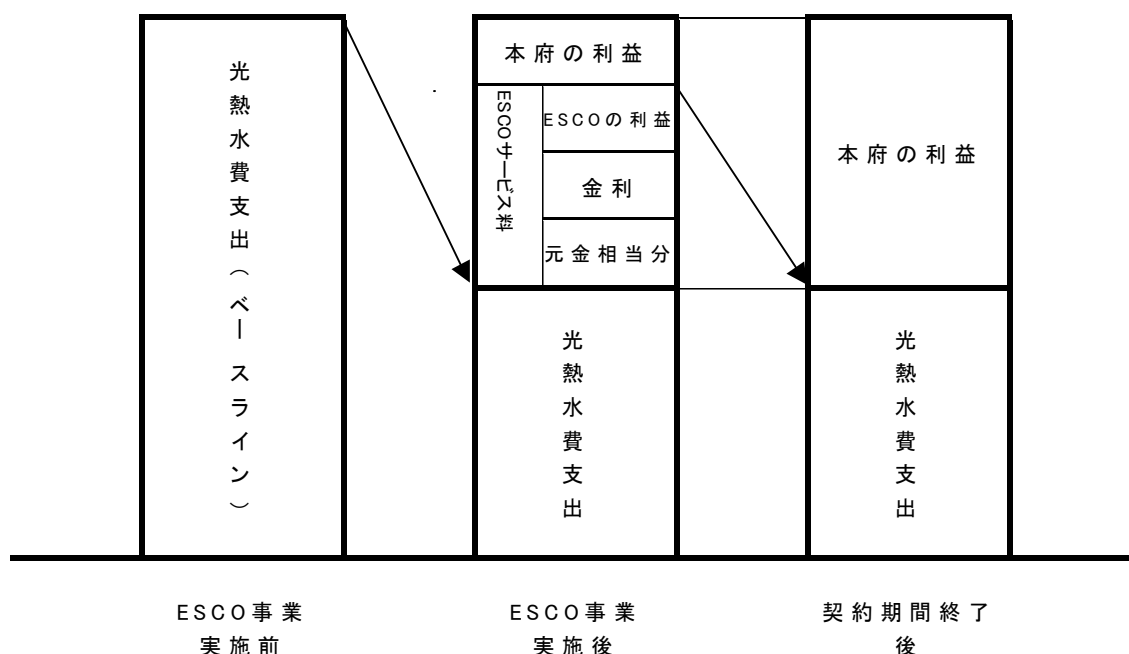 光熱水費支出（ベースライン）
本府の利益
ESCOサービス料
ESCOの利益
金利
元金相当分
光熱水費支出
本府の利益
光熱水費支出
ESCO事業
実施前
ESCO事業
実施後
契約期間終了
後